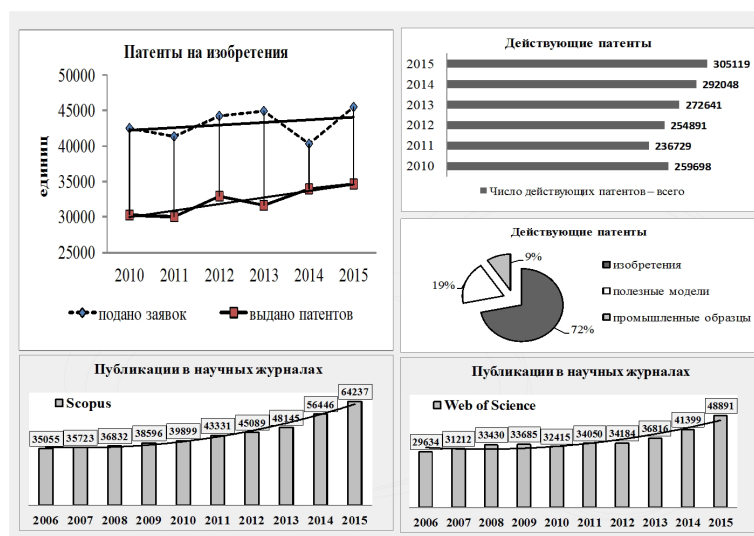 Патенты на изобретения
50000
45000
40000
35000
30000
25000
единиц
2010 2011 2012 2013 2014 2015
подано заявок выдано патентов
Действующие патенты
2015 305119
2014 292048
2013 272641
2012 254891
2011 236729
2010 259698
Число действующих патентов – всего
Действующие патенты
9%
19%
72%
изобретения
полезные модели
промышленные образцы
Публикации в научных журналах
Scopus
35055 35723 36832 38596 39899 43331 45089 48145 56446 64237
2006 2007 2008 2009 2010 2011 2012 2013 2014 2015
Публикации в научных журналах
Web of Science
29634 31212 33430 33685 32415 34050 34184 36816 41399 48891
2006 2007 2008 2009 2010 2011 2012 2013 2014 2015